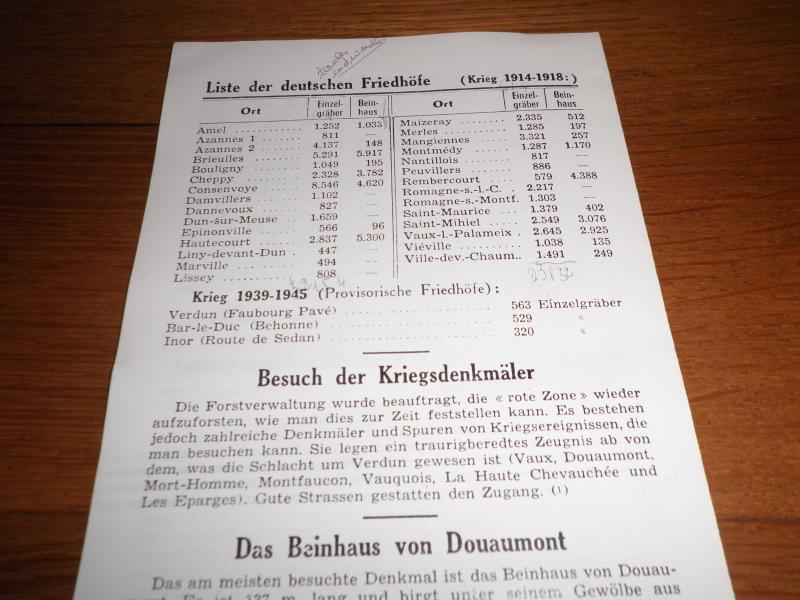 Liste der deutschen Friedhöfe (Krieg 1914-1918:)
Ort Einzel-gräber Bein-haus
Amel ........... 1.252 1.033
Azannes 1 ....... 811 —
Azannes 2 ....... 4.137 148
Brieulles ....... 5.291 5.917
Bouligny ........ 1.049 195
Cheppy .......... 2.328 3.782
Consenvoye ...... 8.546 4.620
Damvillers ...... 1.102 —
Dannevoux ....... 827 —
Dun-sur-Meuse ... 1.659 —
Epinonville ..... 566 96
Hautecourt ...... 2.837 5.300
Liny-devant-Dun . 447 —
Marville ........ 494 —
Lissey .......... 808 —
Ort Einzel-gräber Bein-haus
Maizeray ........ 2.335 512
Merles .......... 1.285 197
Mangiennes ...... 3.321 257
Montmédy ........ 1.287 1.170
Nantillois ...... 817 —
Peuvillers ...... 886 —
Rembercourt ..... 579 4.388
Romagne-s.-l.-C. . 2.217 —
Romagne-s.-Montf. 1.303 —
Saint-Maurice ... 1.379 402
Saint-Mihiel .... 2.549 3.076
Vaux-l.-Palameix . 2.645 2.925
Viéville ........ 1.038 135
Ville-dev.-Chaum.. 1.491 249
Krieg 1939-1945 (Provisorische Friedhöfe) :
Verdun (Faubourg Pavé) .................... 563 Einzelgräber
Bar-le-Duc (Behonne) ...................... 529 «
Inor (Route de Sedan) ..................... 320 «
Besuch der Kriegsdenkmäler
Die Forstverwaltung wurde beauftragt, die « rote Zone » wieder
aufzuforsten, wie man dies zur Zeit feststellen kann. Es bestehen
jedoch zahlreiche Denkmäler und Spuren von Kriegsereignissen, die
man besuchen kann. Sie legen ein traurigberedtes Zeugnis ab von
dem, was die Schlacht um Verdun gewesen ist (Vaux, Douaumont.
Mort-Homme, Montfaucon, Vauquois, La Haute Chevauchée und
Les Eparges). Gute Strassen gestatten den Zugang. (1)
Das Beinhaus von Douaumont
Das am meisten besuchte Denkmal ist das Beinhaus von Douau-
mont. Es ist 137 m. lang und birgt unter seinem Gewölbe aus